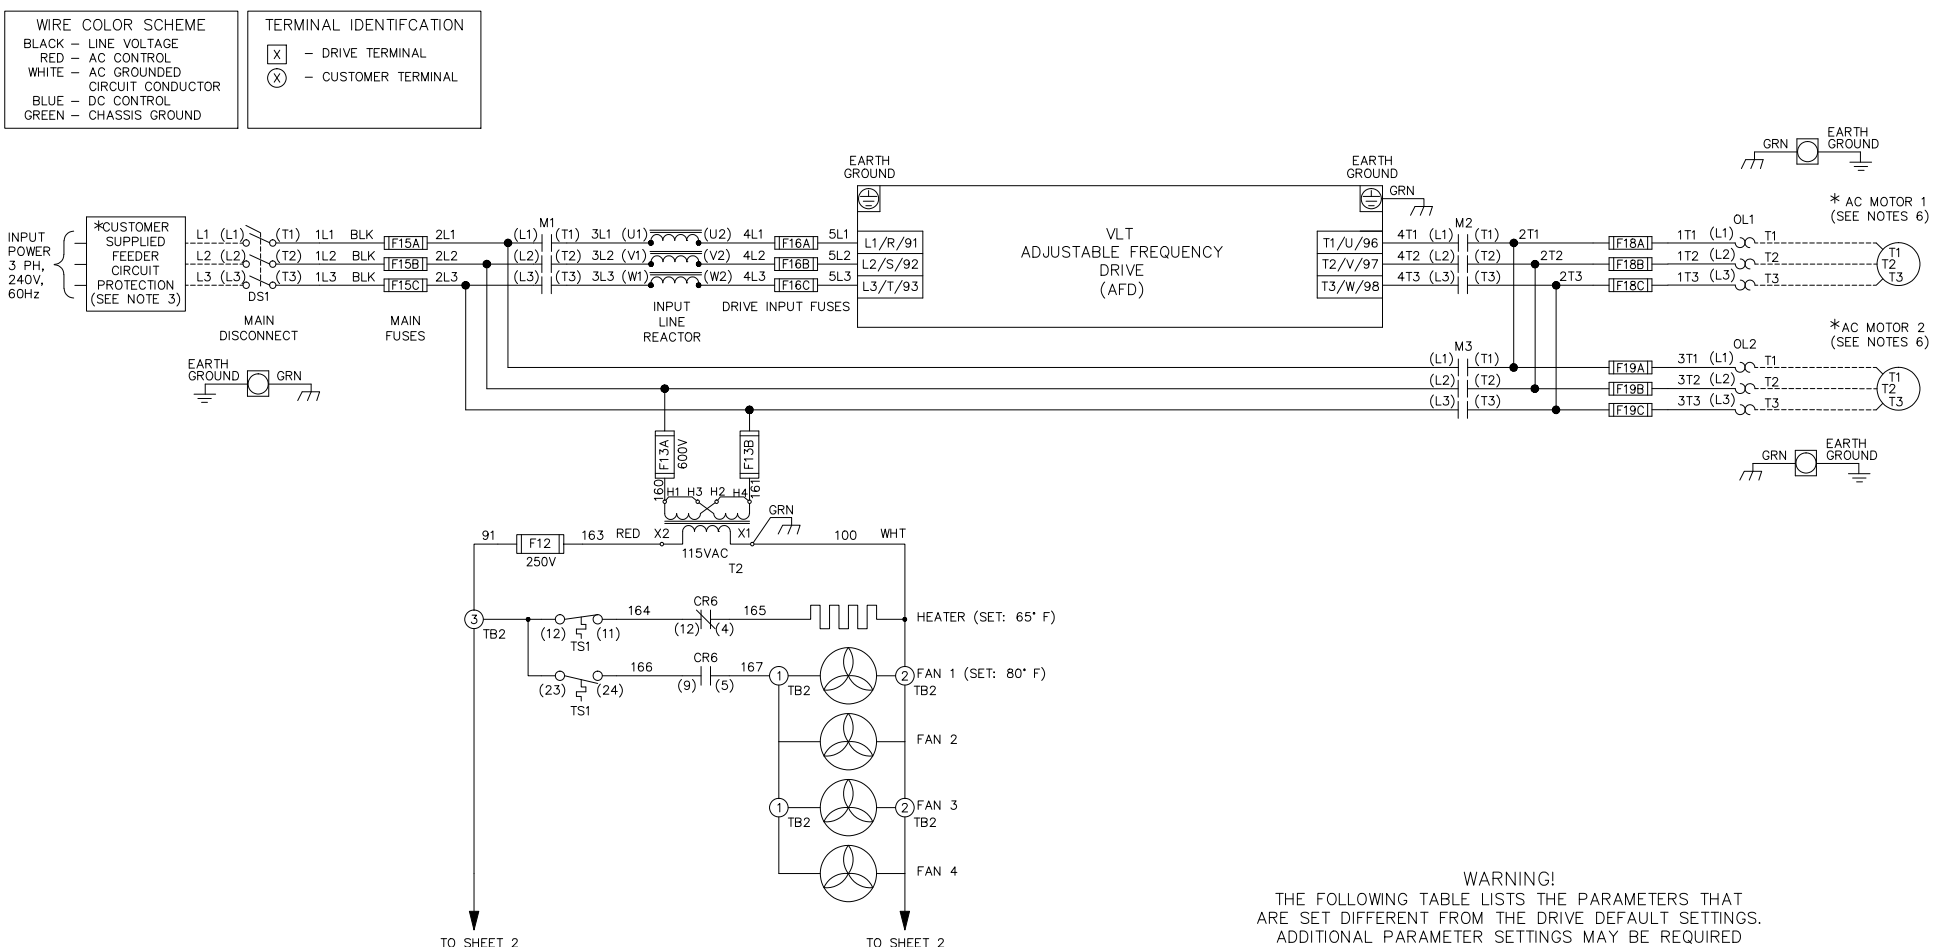 WIRE COLOR SCHEME
BLACK – LINE VOLTAGE
RED – AC CONTROL
WHITE – AC GROUNDED
CIRCUIT CONDUCTOR
BLUE – DC CONTROL
GREEN – CHASSIS GROUND
TERMINAL IDENTIFCATION
X – DRIVE TERMINAL
X – CUSTOMER TERMINAL
INPUT
POWER
3 PH,
240V,
60Hz
*CUSTOMER
SUPPLIED
FEEDER
CIRCUIT
PROTECTION
(SEE NOTE 3)
L1 (L1) (T1) 1L1 BLK F15A 2L1 (L1) M1 (T1) 3L1 (U1) (U2) 4L1 F16A 5L1 L1/R/91
L2 (L2) (T2) 1L2 BLK F15B 2L2 (L2) (T2) 3L2 (V1) (V2) 4L2 F16B 5L2 L2/S/92
L3 (L3) (T3) 1L3 BLK F15C 2L3 (L3) (T3) 3L3 (W1) (W2) 4L3 F16C 5L3 L3/T/93
DS1
MAIN
DISCONNECT
MAIN
FUSES
INPUT
LINE
REACTOR
DRIVE INPUT FUSES
EARTH
GROUND
GRN
EARTH
GROUND
VLT
ADJUSTABLE FREQUENCY
DRIVE
(AFD)
EARTH
GROUND
GRN
T1/U/96 4T1 (L1) M2 (T1) 2T1 F18A 1T1 (L1) OL1 T1
T2/V/97 4T2 (L2) (T2) 2T2 F18B 1T2 (L2) T2
T3/W/98 4T3 (L3) (T3) 2T3 F18C 1T3 (L3) T3
GRN
EARTH
GROUND
* AC MOTOR 1
(SEE NOTES 6)
T1
T2
T3
(L1) M3 (T1) F19A 3T1 (L1) OL2 T1
(L2) (T2) F19B 3T2 (L2) T2
(L3) (T3) F19C 3T3 (L3) T3
*AC MOTOR 2
(SEE NOTES 6)
T1
T2
T3
GRN
EARTH
GROUND
F13A
600V
F13B
160
161
H1 H3 H2 H4
GRN
91 F12 163 RED X2 X1 100 WHT
250V
115VAC
T2
3
TB2
(12) (11)
TS1
164
CR6
(12) (4)
165
HEATER (SET: 65° F)
(23) (24)
TS1
166
CR6
(9) (5)
167
1
TB2
2
TB2
FAN 1 (SET: 80° F)
FAN 2
1
TB2
2
TB2
FAN 3
FAN 4
TO SHEET 2
TO SHEET 2
WARNING!
THE FOLLOWING TABLE LISTS THE PARAMETERS THAT
ARE SET DIFFERENT FROM THE DRIVE DEFAULT SETTINGS.
ADDITIONAL PARAMETER SETTINGS MAY BE REQUIRED